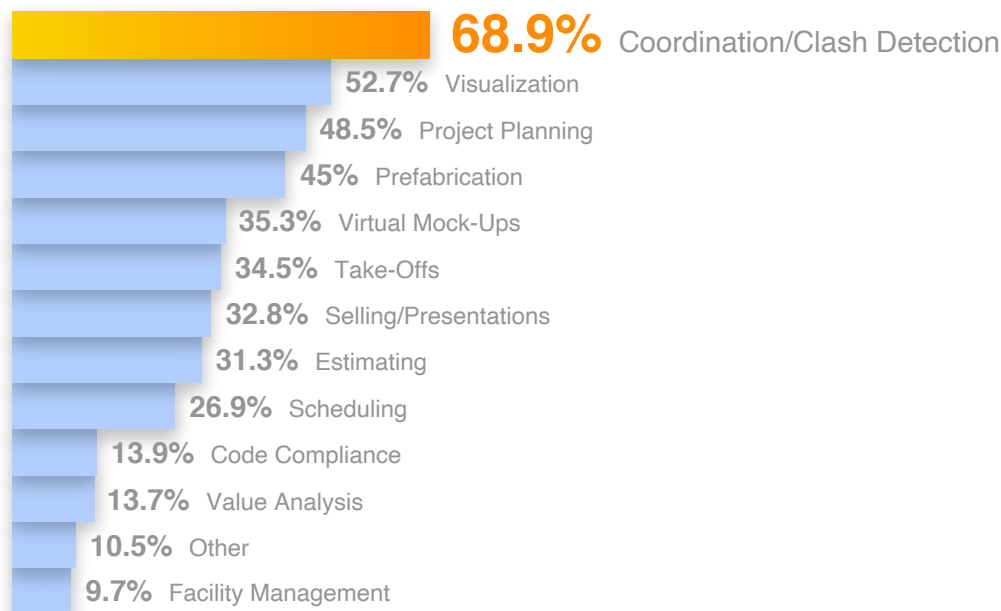 68.9% Coordination/Clash Detection
52.7% Visualization
48.5% Project Planning
45% Prefabrication
35.3% Virtual Mock-Ups
34.5% Take-Offs
32.8% Selling/Presentations
31.3% Estimating
26.9% Scheduling
13.9% Code Compliance
13.7% Value Analysis
10.5% Other
9.7% Facility Management